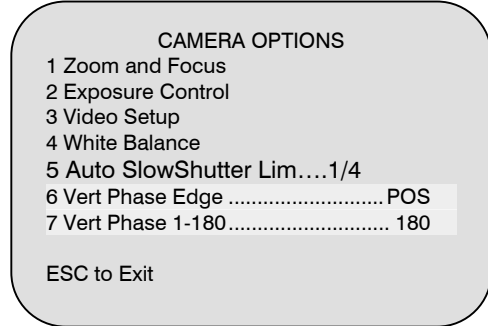 CAMERA OPTIONS
1 Zoom and Focus
2 Exposure Control
3 Video Setup
4 White Balance
5 Auto SlowShutter Lim....1/4
6 Vert Phase Edge ........................... POS
7 Vert Phase 1-180............................ 180
ESC to Exit